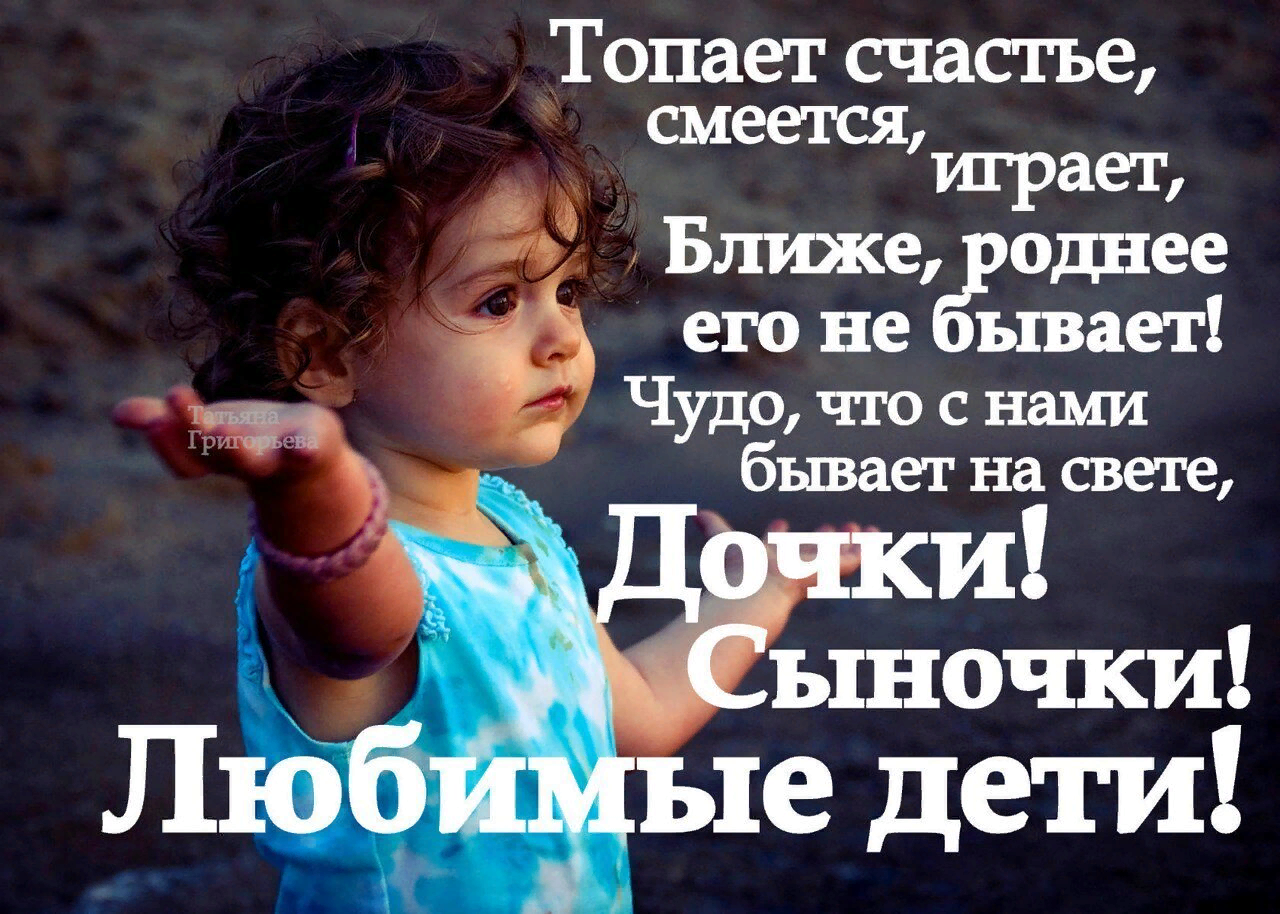 Топает счастье,
смеется,
играет,
Ближе, роднее
его не бывает!
Чудо, что с нами
бывает на свете,
Дочки!
Сыночки!
Любимые дети!
Татьяна
Григорьева